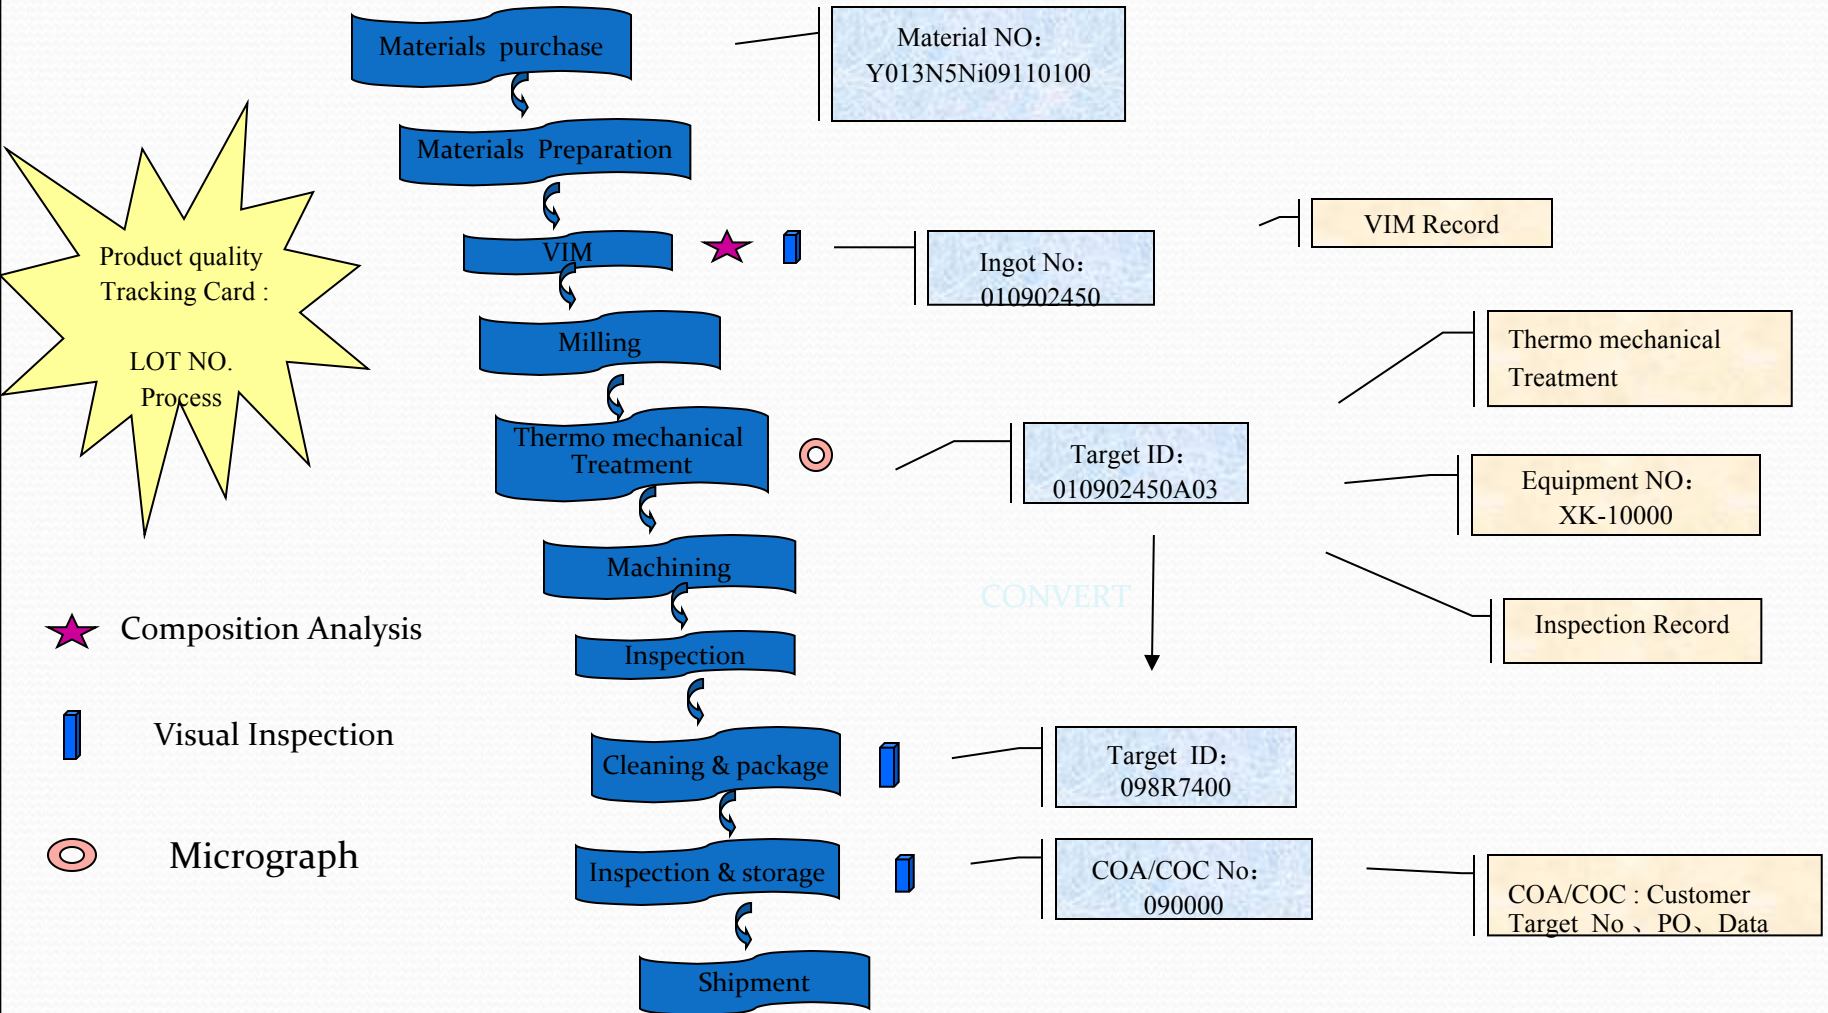 Materials purchase
Material NO：
Y013N5Ni09110100
Materials Preparation
Product quality
Tracking Card :
LOT NO.
Process
VIM
Ingot No：
010902450
VIM Record
Milling
Thermo mechanical
Treatment
Target ID：
010902450A03
Thermo mechanical
Treatment
Equipment NO：
XK-10000
Inspection Record
Machining
CONVERT
Composition Analysis
Inspection
Visual Inspection
Cleaning & package
Target ID：
098R7400
Micrograph
Inspection & storage
COA/COC No：
090000
COA/COC : Customer
Target No 、PO、Data
Shipment